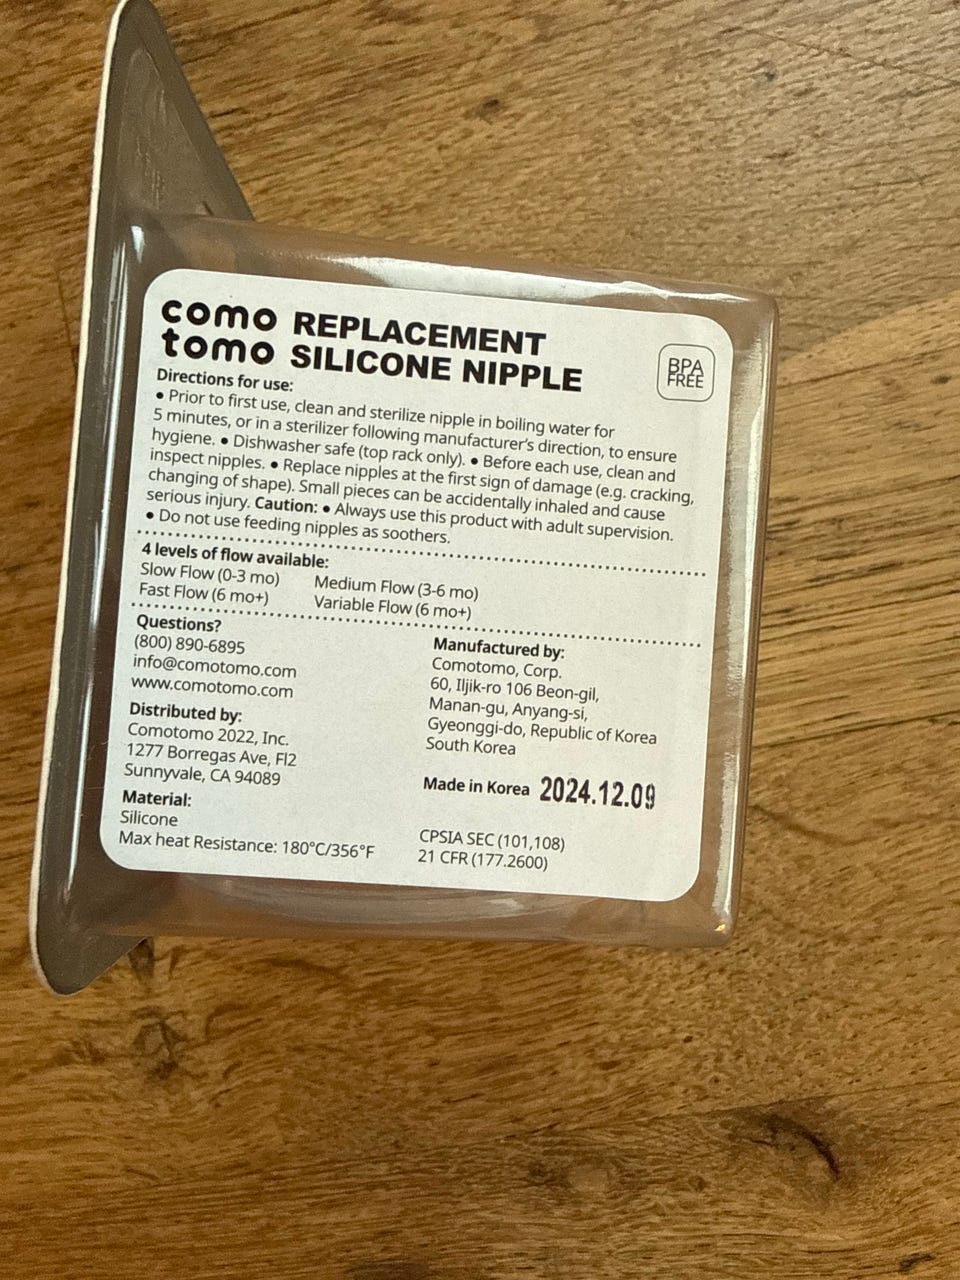 como
tomo
REPLACEMENT
SILICONE NIPPLE
BPA
FREE
Directions for use:
• Prior to first use, clean and sterilize nipple in boiling water for
5 minutes, or in a sterilizer following manufacturer's direction, to ensure
hygiene. • Dishwasher safe (top rack only). • Before each use, clean and
inspect nipples. • Replace nipples at the first sign of damage (e.g. cracking,
changing of shape). Small pieces can be accidentally inhaled and cause
serious injury. Caution: • Always use this product with adult supervision.
• Do not use feeding nipples as soothers.
4 levels of flow available:
Slow Flow (0-3 mo) Medium Flow (3-6 mo)
Fast Flow (6 mo+) Variable Flow (6 mo+)
Questions?
(800) 890-6895
info@comotomo.com
www.comotomo.com
Distributed by:
Comotomo 2022, Inc.
1277 Borregas Ave, Fl2
Sunnyvale, CA 94089
Material:
Silicone
Max heat Resistance: 180°C/356°F
Manufactured by:
Comotomo, Corp.
60, Iljik-ro 106 Beon-gil,
Manan-gu, Anyang-si,
Gyeonggi-do, Republic of Korea
South Korea
Made in Korea 2024.12.09
CPSIA SEC (101,108)
21 CFR (177.2600)